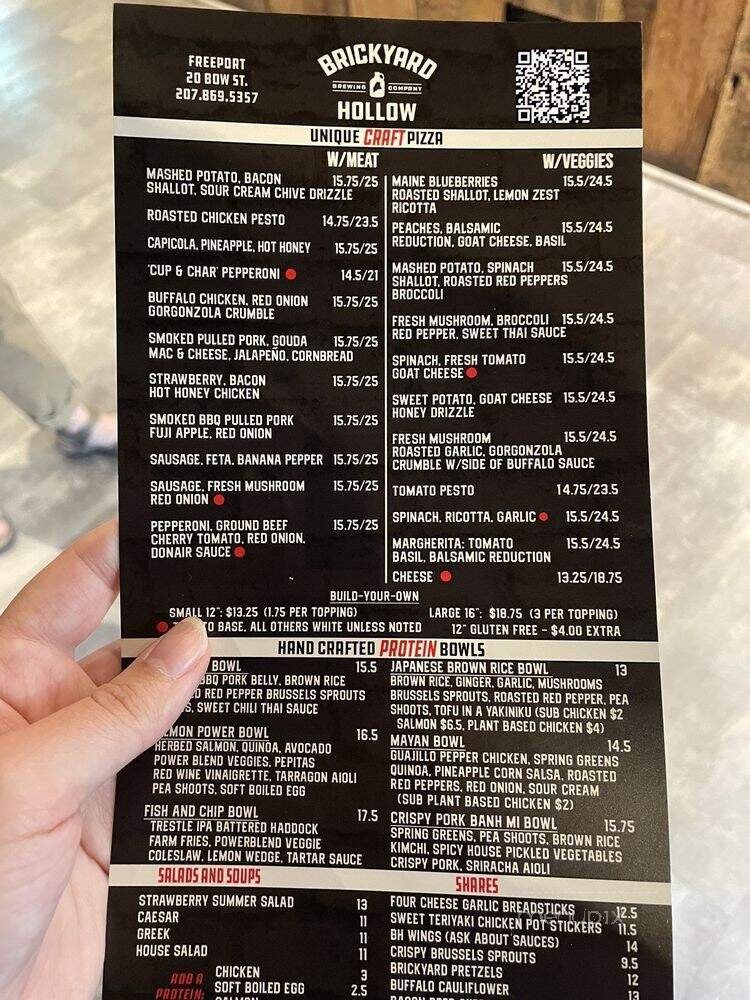 FREEPORT
20 BOW ST.
207.869.5357
BRICKYARD
BREWING COMPANY
HOLLOW
UNIQUE CRAFT PIZZA
W/MEAT
MASHED POTATO, BACON 15.75/25
SHALLOT, SOUR CREAM CHIVE DRIZZLE
ROASTED CHICKEN PESTO 14.75/23.5
CAPICOLA, PINEAPPLE, HOT HONEY 15.75/25
'CUP & CHAR' PEPPERONI 14.5/21
BUFFALO CHICKEN, RED ONION 15.75/25
GORGONZOLA CRUMBLE
SMOKED PULLED PORK, GOUDA 15.75/25
MAC & CHEESE, JALAPEÑO, CORNBREAD
STRAWBERRY, BACON 15.75/25
HOT HONEY CHICKEN
SMOKED BBQ PULLED PORK 15.75/25
FUJI APPLE, RED ONION
SAUSAGE, FETA, BANANA PEPPER 15.75/25
SAUSAGE, FRESH MUSHROOM 15.75/25
RED ONION
PEPPERONI, GROUND BEEF 15.75/25
CHERRY TOMATO, RED ONION,
DONAIR SAUCE
W/VEGGIES
MAINE BLUEBERRIES 15.5/24.5
ROASTED SHALLOT, LEMON ZEST
RICOTTA
PEACHES, BALSAMIC 15.5/24.5
REDUCTION, GOAT CHEESE, BASIL
MASHED POTATO, SPINACH 15.5/24.5
SHALLOT, ROASTED RED PEPPERS
BROCCOLI
FRESH MUSHROOM, BROCCOLI 15.5/24.5
RED PEPPER, SWEET THAI SAUCE
SPINACH, FRESH TOMATO 15.5/24.5
GOAT CHEESE
SWEET POTATO, GOAT CHEESE 15.5/24.5
HONEY DRIZZLE
FRESH MUSHROOM 15.5/24.5
ROASTED GARLIC, GORGONZOLA
CRUMBLE W/SIDE OF BUFFALO SAUCE
TOMATO PESTO 14.75/23.5
SPINACH, RICOTTA, GARLIC 15.5/24.5
MARGHERITA: TOMATO 15.5/24.5
BASIL, BALSAMIC REDUCTION
CHEESE 13.25/18.75
BUILD-YOUR-OWN
SMALL 12": $13.25 (1.75 PER TOPPING) LARGE 16": $18.75 (3 PER TOPPING)
BASE, ALL OTHERS WHITE UNLESS NOTED 12" GLUTEN FREE - $4.00 EXTRA
HAND CRAFTED PROTEIN BOWLS
BOWL 15.5
BBQ PORK BELLY, BROWN RICE
RED PEPPER BRUSSELS SPROUTS
SWEET CHILI THAI SAUCE
POWER BOWL 16.5
HERBED SALMON, QUINOA, AVOCADO
POWER BLEND VEGGIES, PEPITAS
RED WINE VINAIGRETTE, TARRAGON AIOLI
PEA SHOOTS, SOFT BOILED EGG
FISH AND CHIP BOWL 17.5
TRESTLE IPA BATTERED HADDOCK
FARM FRIES, POWERBLEND VEGGIE
COLESLAW, LEMON WEDGE, TARTAR SAUCE
JAPANESE BROWN RICE BOWL 13
BROWN RICE, GINGER, GARLIC, MUSHROOMS
BRUSSELS SPROUTS, ROASTED RED PEPPER, PEA
SHOOTS, TOFU IN A YAKINIKU (SUB CHICKEN $2
SALMON $6.5, PLANT BASED CHICKEN $4)
MAYAN BOWL 14.5
GUAJILLO PEPPER CHICKEN, SPRING GREENS
QUINOA, PINEAPPLE CORN SALSA, ROASTED
RED PEPPERS, RED ONION, SOUR CREAM
(SUB PLANT BASED CHICKEN $2)
CRISPY PORK BANH MI BOWL 15.75
SPRING GREENS, PEA SHOOTS, BROWN RICE
KIMCHI, SPICY HOUSE PICKLED VEGETABLES
CRISPY PORK, SRIRACHA AIOLI
SALADS AND SOUPS
STRAWBERRY SUMMER SALAD 13
CAESAR 11
GREEK 11
HOUSE SALAD 11
ADD A PROTEIN:
CHICKEN 3
SOFT BOILED EGG 2.5
SALMON
SHARES
FOUR CHEESE GARLIC BREADSTICKS 12.5
SWEET TERIYAKI CHICKEN POT STICKERS 11.5
BH WINGS (ASK ABOUT SAUCES) 14
CRISPY BRUSSELS SPROUTS 9.5
BRICKYARD PRETZELS 12
BUFFALO CAULIFLOWER 13
menupix